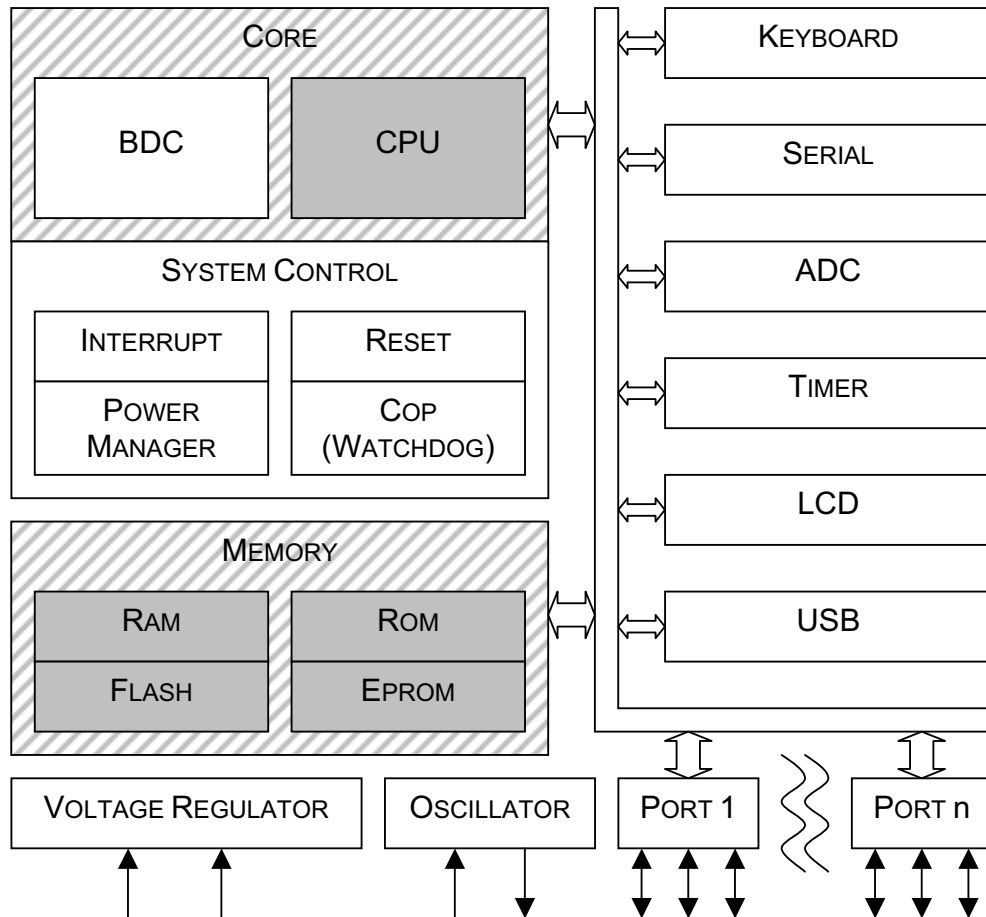 CORE
BDC
CPU
SYSTEM CONTROL
INTERRUPT
RESET
POWER
MANAGER
COP
(WATCHDOG)
MEMORY
RAM
ROM
FLASH
EPROM
VOLTAGE REGULATOR
OSCILLATOR
KEYBOARD
SERIAL
ADC
TIMER
LCD
USB
PORT 1
PORT n